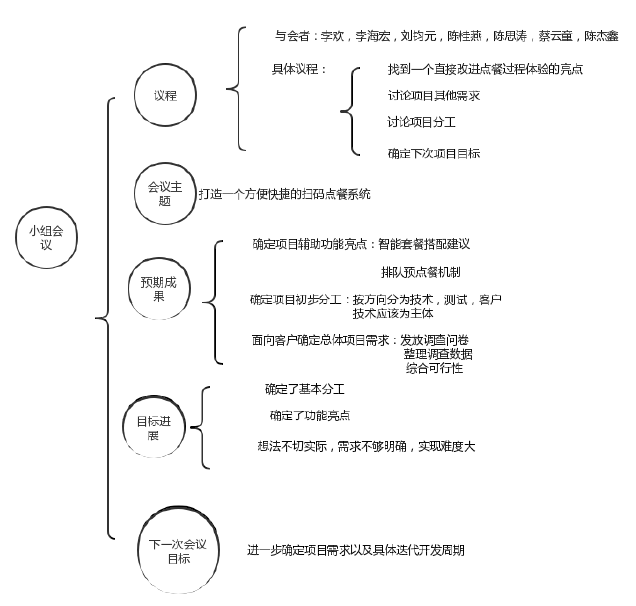 小组会
议
议程
与会者：李欢，李海宏，刘钧元，陈桂燕，陈思涛，蔡云童，陈杰鑫
具体议程：
找到一个直接改进点餐过程体验的亮点
讨论项目其他需求
讨论项目分工
确定下次项目目标
会议主
题
打造一个方便快捷的扫码点餐系统
预期成
果
确定项目辅助功能亮点：智能套餐搭配建议
排队预点餐机制
确定项目初步分工：按方向分为技术，测试，客户
技术应该为主体
面向客户确定总体项目需求：发放调查问卷
整理调查数据
综合可行性
目标进
展
确定了基本分工
确定了功能亮点
想法不切实际，需求不够明确，实现难度大
下一次会议
目标
进一步确定项目需求以及具体迭代开发周期